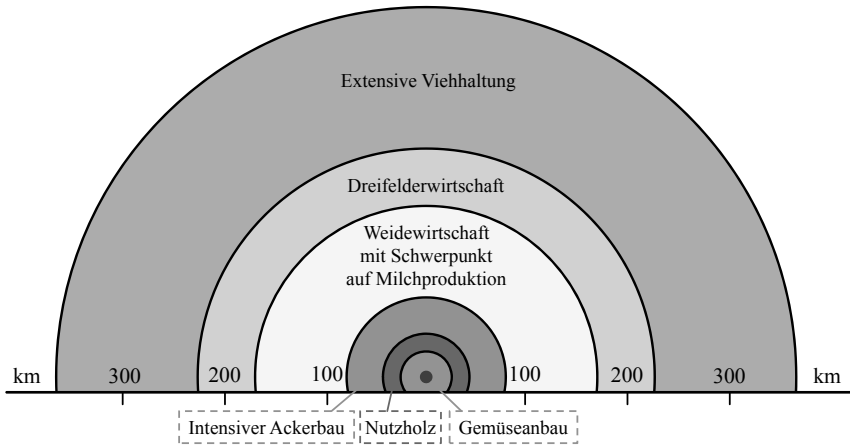 Extensive Viehhaltung
Dreifelderwirtschaft
Weidewirtschaft
mit Schwerpunkt
auf Milchproduktion
km 300 200 100 100 200 300 km
Intensiver Ackerbau Nutzholz Gemüseanbau